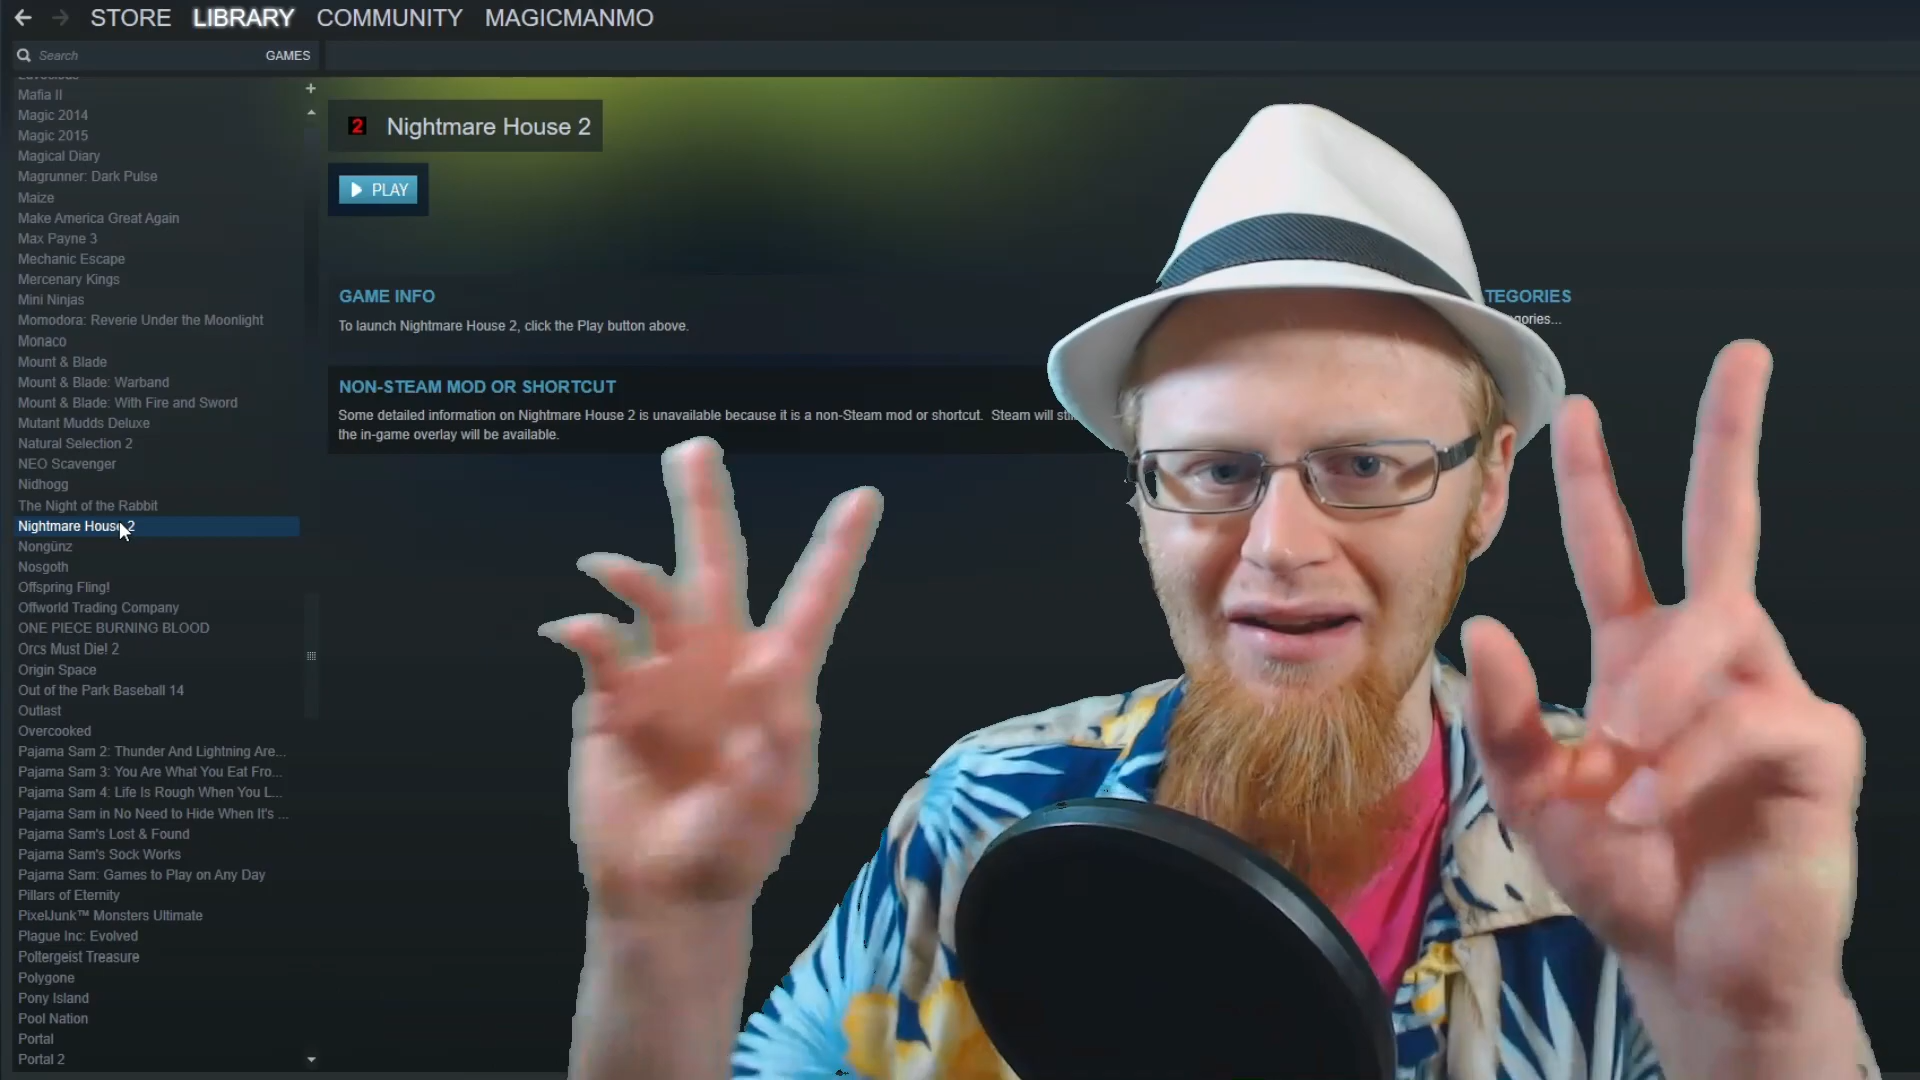 STORE LIBRARY COMMUNITY MAGICMANMO
Search GAMES
Mafia II
Magic 2014
Magic 2015
Magical Diary
Magrunner: Dark Pulse
Maize
Make America Great Again
Max Payne 3
Mechanic Escape
Mercenary Kings
Mini Ninjas
Momodora: Reverie Under the Moonlight
Monaco
Mount & Blade
Mount & Blade: Warband
Mount & Blade: With Fire and Sword
Mutant Mudds Deluxe
Natural Selection 2
NEO Scavenger
Nidhogg
The Night of the Rabbit
Nightmare House 2
Nongünz
Nosgoth
Offspring Fling!
Offworld Trading Company
ONE PIECE BURNING BLOOD
Orcs Must Die! 2
Origin Space
Out of the Park Baseball 14
Outlast
Overcooked
Pajama Sam 2: Thunder And Lightning Are...
Pajama Sam 3: You Are What You Eat Fro...
Pajama Sam 4: Life Is Rough When You L...
Pajama Sam in No Need to Hide When It's ...
Pajama Sam's Lost & Found
Pajama Sam's Sock Works
Pajama Sam: Games to Play on Any Day
Pillars of Eternity
PixelJunk™ Monsters Ultimate
Plague Inc: Evolved
Poltergeist Treasure
Polygone
Pony Island
Pool Nation
Portal
Portal 2
2 Nightmare House 2
PLAY
GAME INFO
To launch Nightmare House 2, click the Play button above.
NON-STEAM MOD OR SHORTCUT
Some detailed information on Nightmare House 2 is unavailable because it is a non-Steam mod or shortcut. Steam will
the in-game overlay will be available.
TEGORIES
gories...